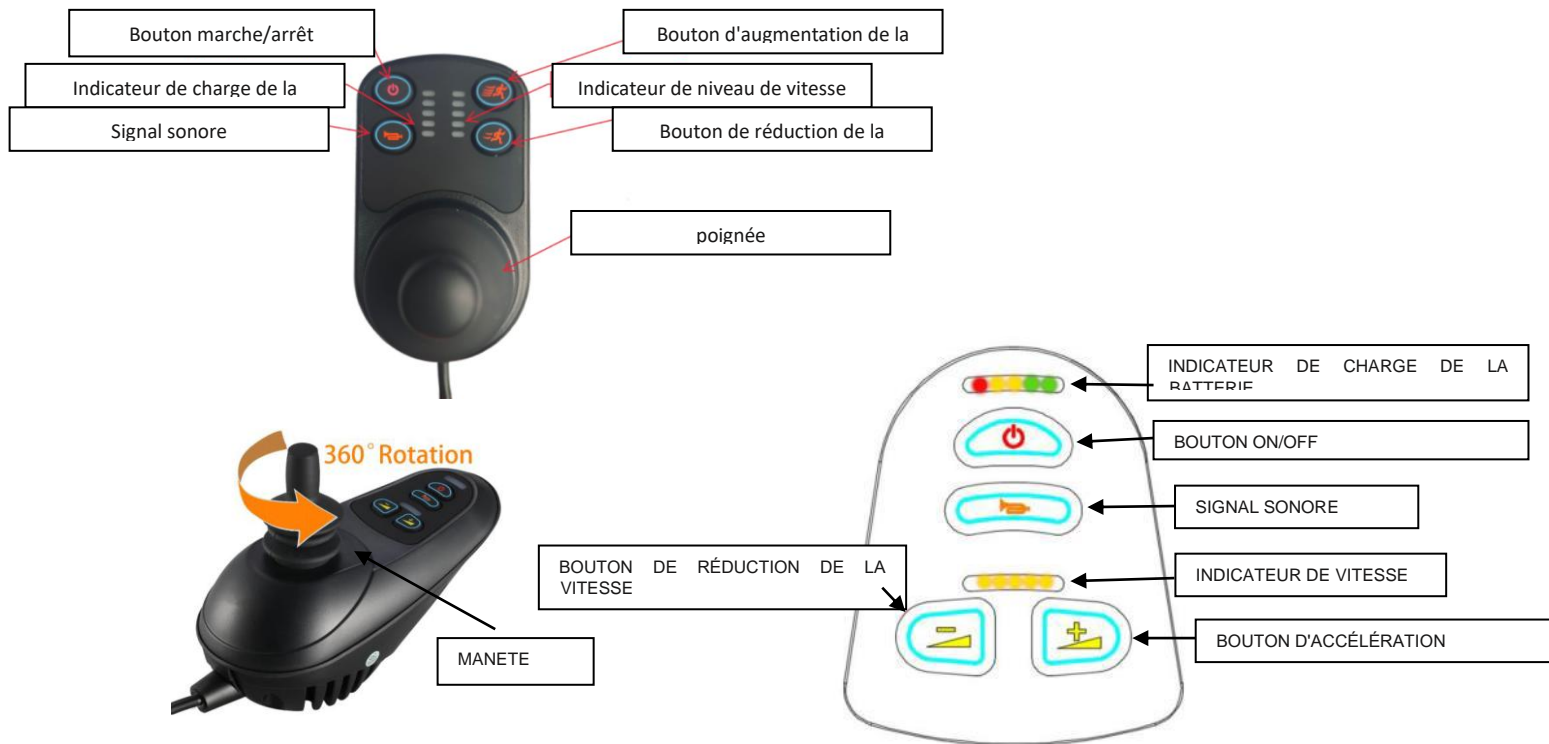 Bouton marche/arrêt
Bouton d'augmentation de la
Indicateur de charge de la
Indicateur de niveau de vitesse
Signal sonore
Bouton de réduction de la
poignée
INDICATEUR DE CHARGE DE LA
BATTERIE
360° Rotation
BOUTON ON/OFF
SIGNAL SONORE
BOUTON DE RÉDUCTION DE LA
VITESSE
INDICATEUR DE VITESSE
BOUTON D'ACCÉLÉRATION
MANETE